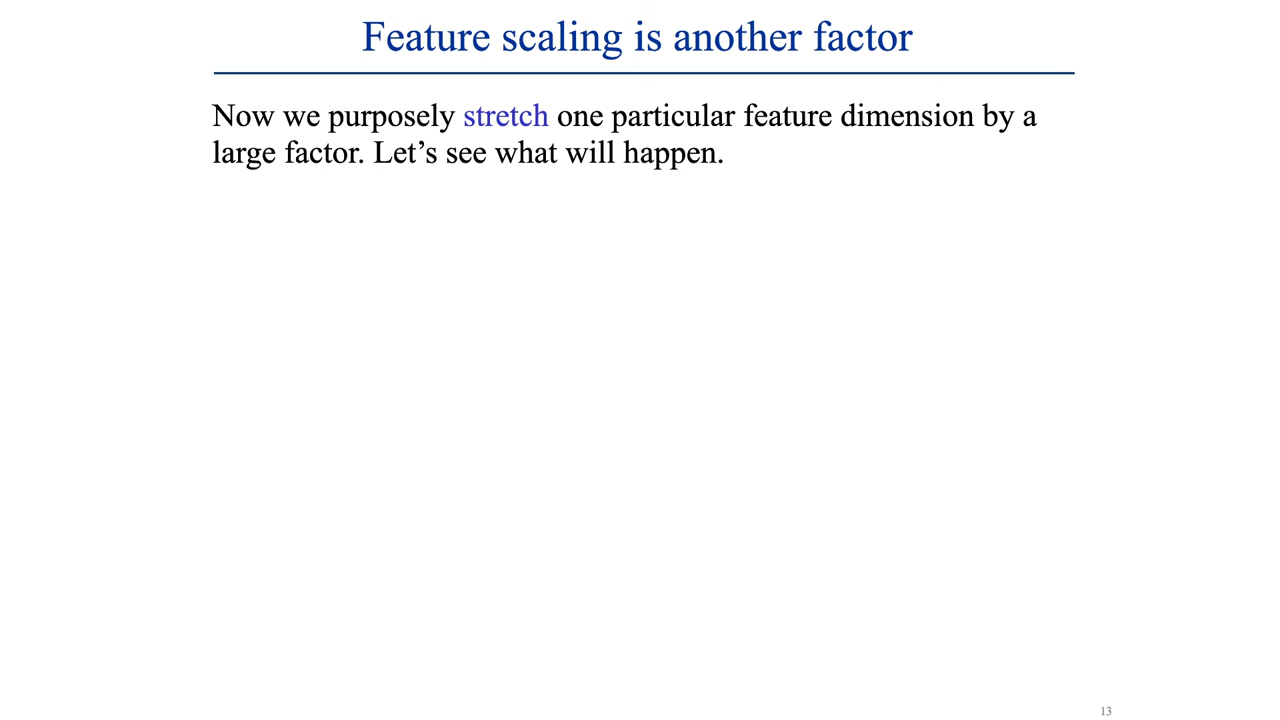 Feature scaling is another factor
Now we purposely stretch one particular feature dimension by a
large factor. Let’s see what will happen.
13